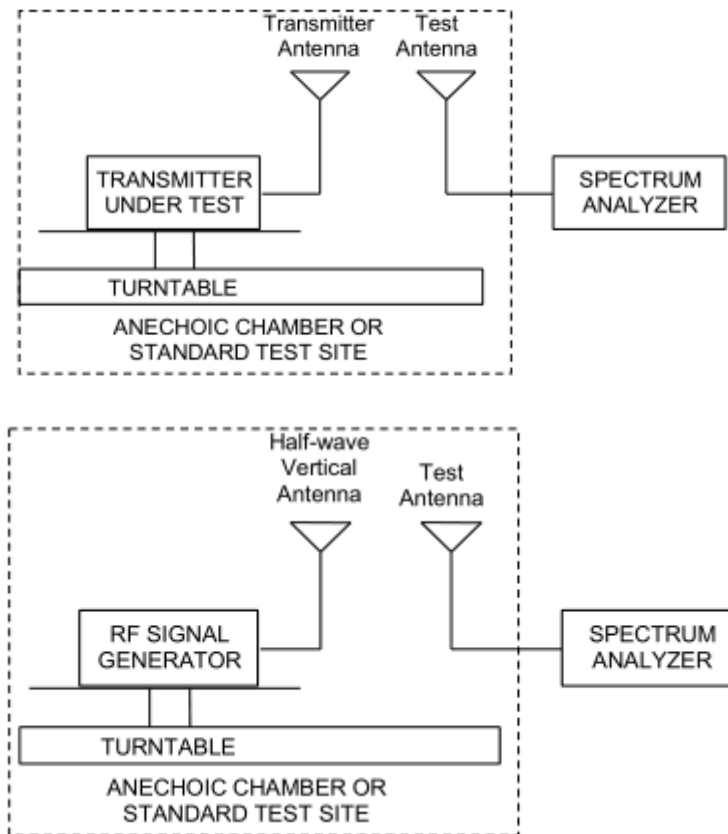 Transmitter
Antenna
Test
Antenna
TRANSMITTER
UNDER TEST
SPECTRUM
ANALYZER
TURNTABLE
ANECHOIC CHAMBER OR
STANDARD TEST SITE
Half-wave
Vertical
Antenna
Test
Antenna
RF SIGNAL
GENERATOR
SPECTRUM
ANALYZER
TURNTABLE
ANECHOIC CHAMBER OR
STANDARD TEST SITE